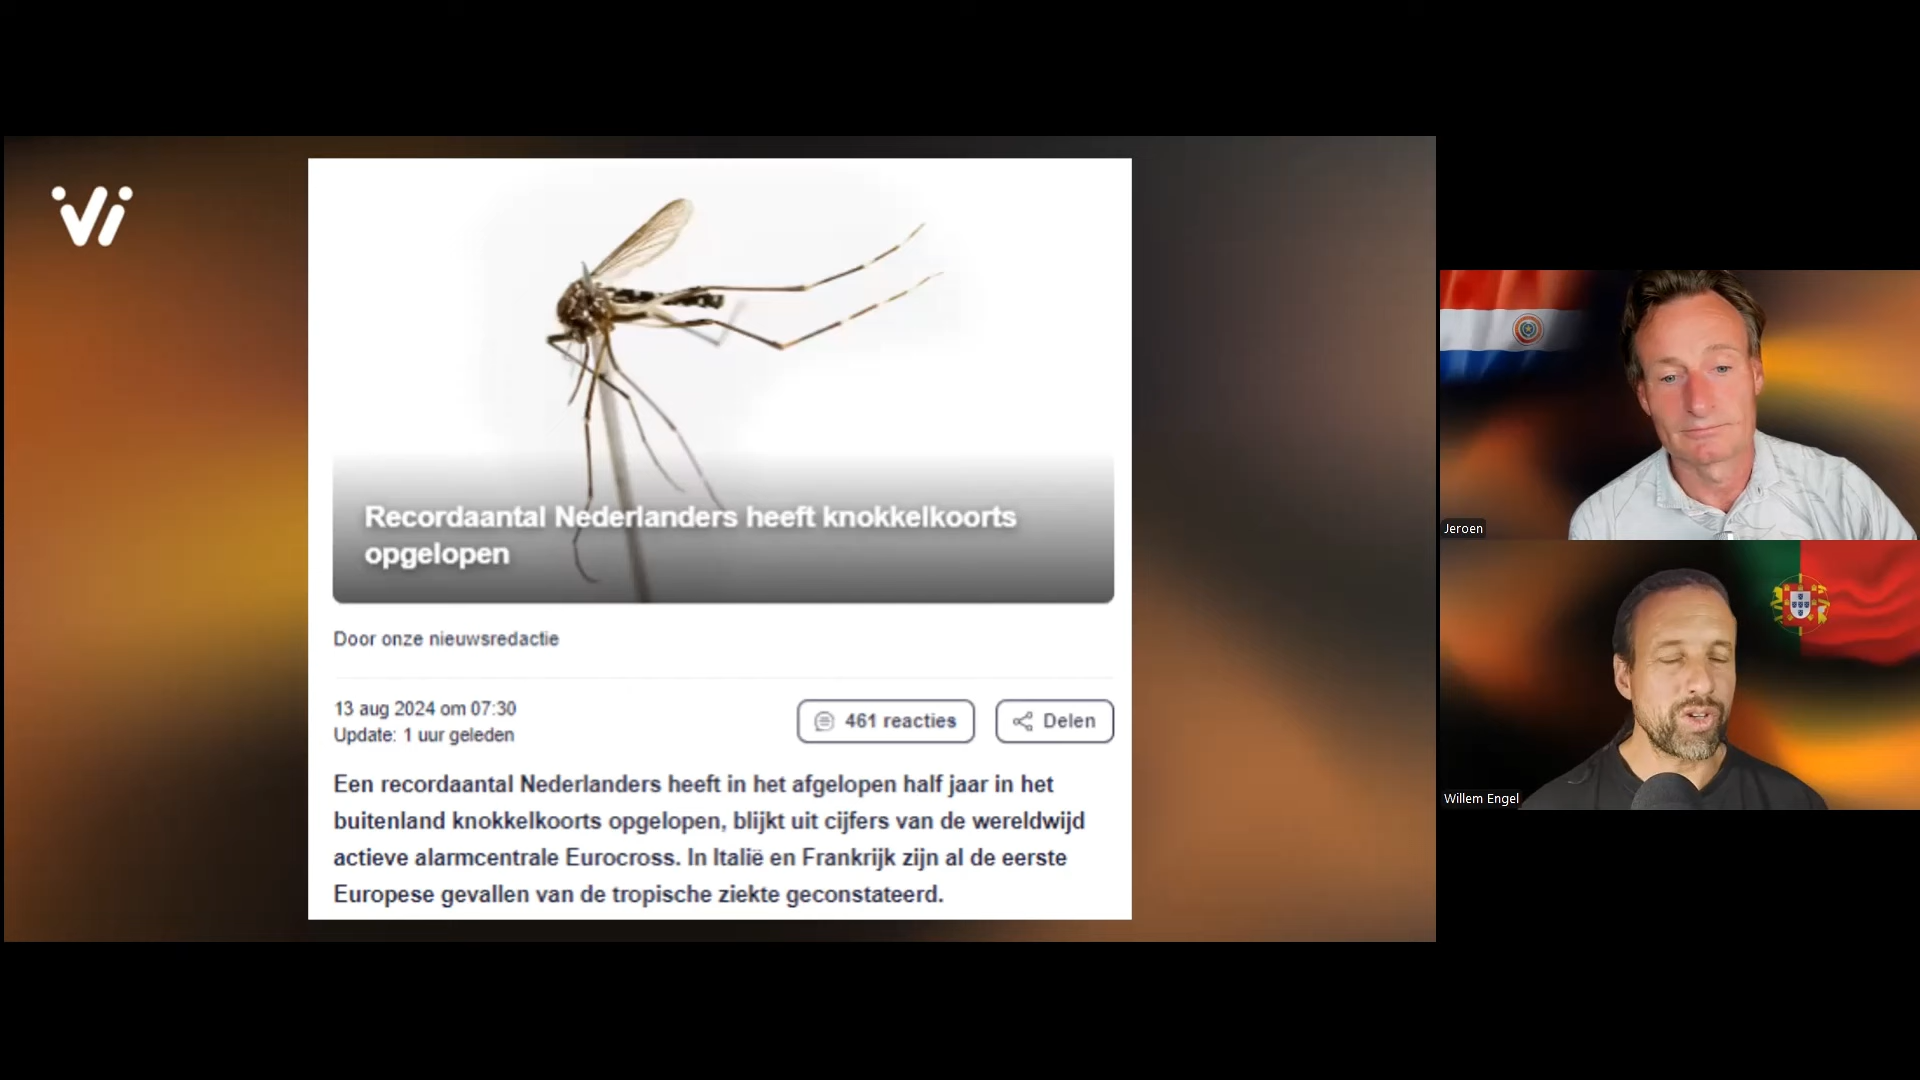 Vi
Recordaantal Nederlanders heeft knokkelkoorts
opgelopen
Door onze nieuwsredactie
13 aug 2024 om 07:30
Update: 1 uur geleden
461 reacties
Delen
Een recordaantal Nederlanders heeft in het afgelopen half jaar in het
buitenland knokkelkoorts opgelopen, blijkt uit cijfers van de wereldwijd
actieve alarmcentrale Eurocross. In Italië en Frankrijk zijn al de eerste
Europese gevallen van de tropische ziekte geconstateerd.
Jeroen
Willem Engel